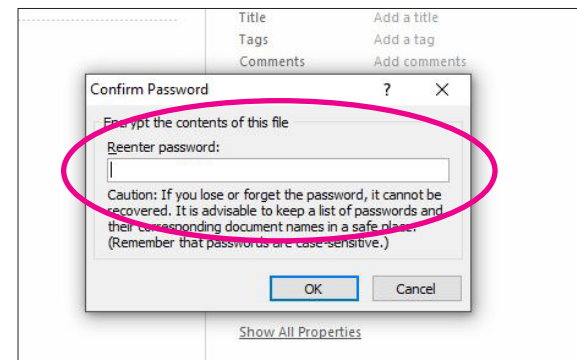 Title Add a title
Tags Add a tag
Comments Add comments
Confirm Password ? X
Encrypt the contents of this file
Reenter password:
Caution: If you lose or forget the password, it cannot be
recovered. It is advisable to keep a list of passwords and
their corresponding document names in a safe place.
(Remember that passwords are case-sensitive.)
OK Cancel
Show All Properties